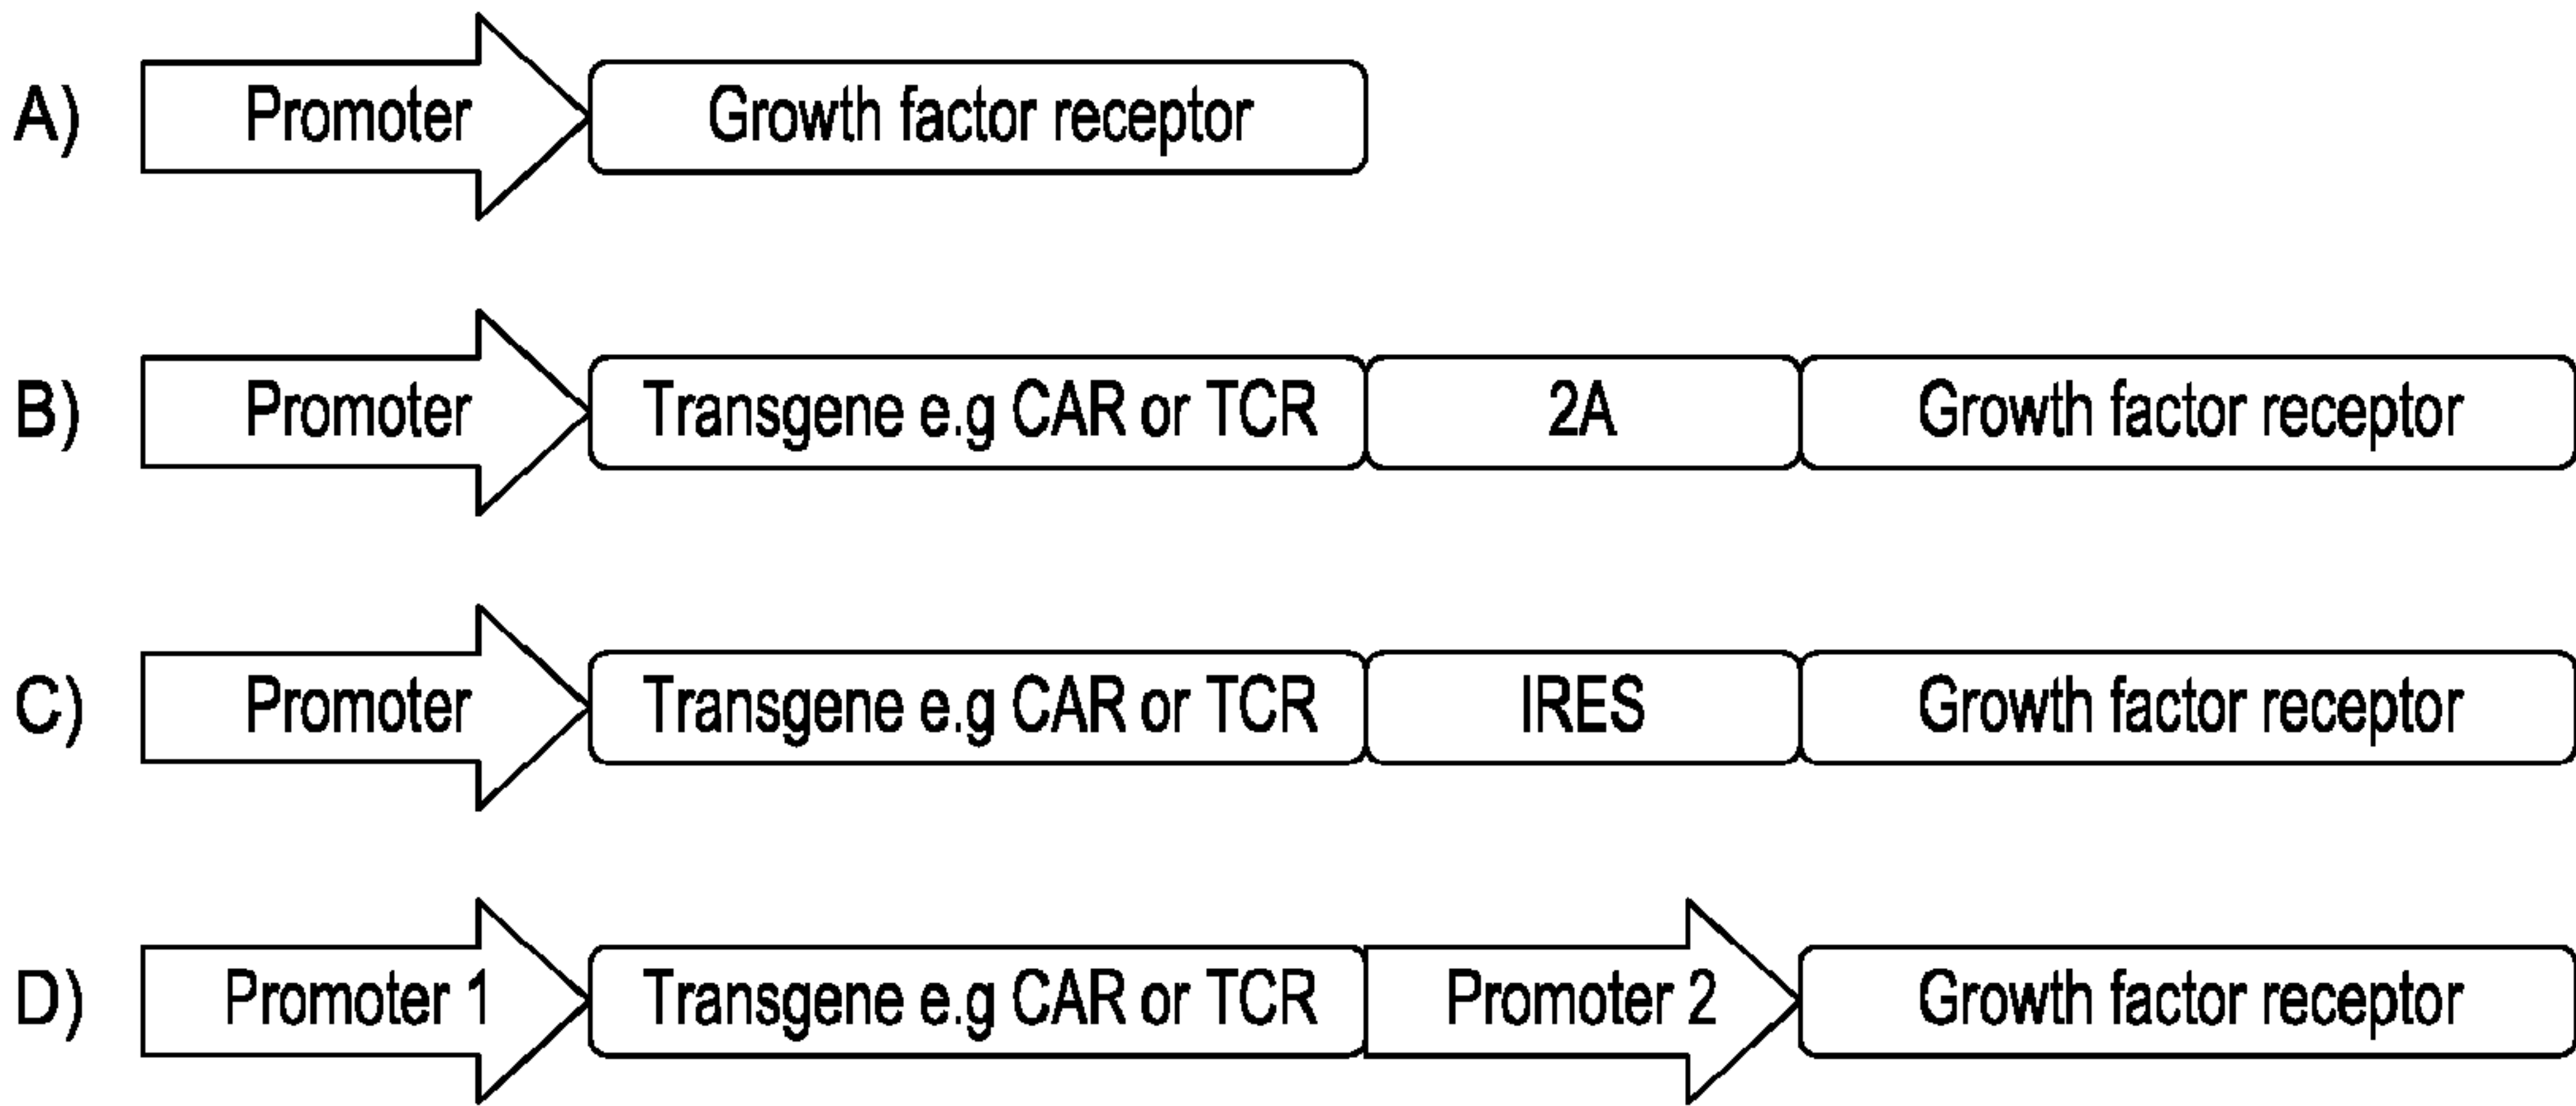 A) Promoter Growth factor receptor
B) Promoter Transgene e.g CAR or TCR 2A Growth factor receptor
C) Promoter Transgene e.g CAR or TCR IRES Growth factor receptor
D) Promoter 1 Transgene e.g CAR or TCR Promoter 2 Growth factor receptor